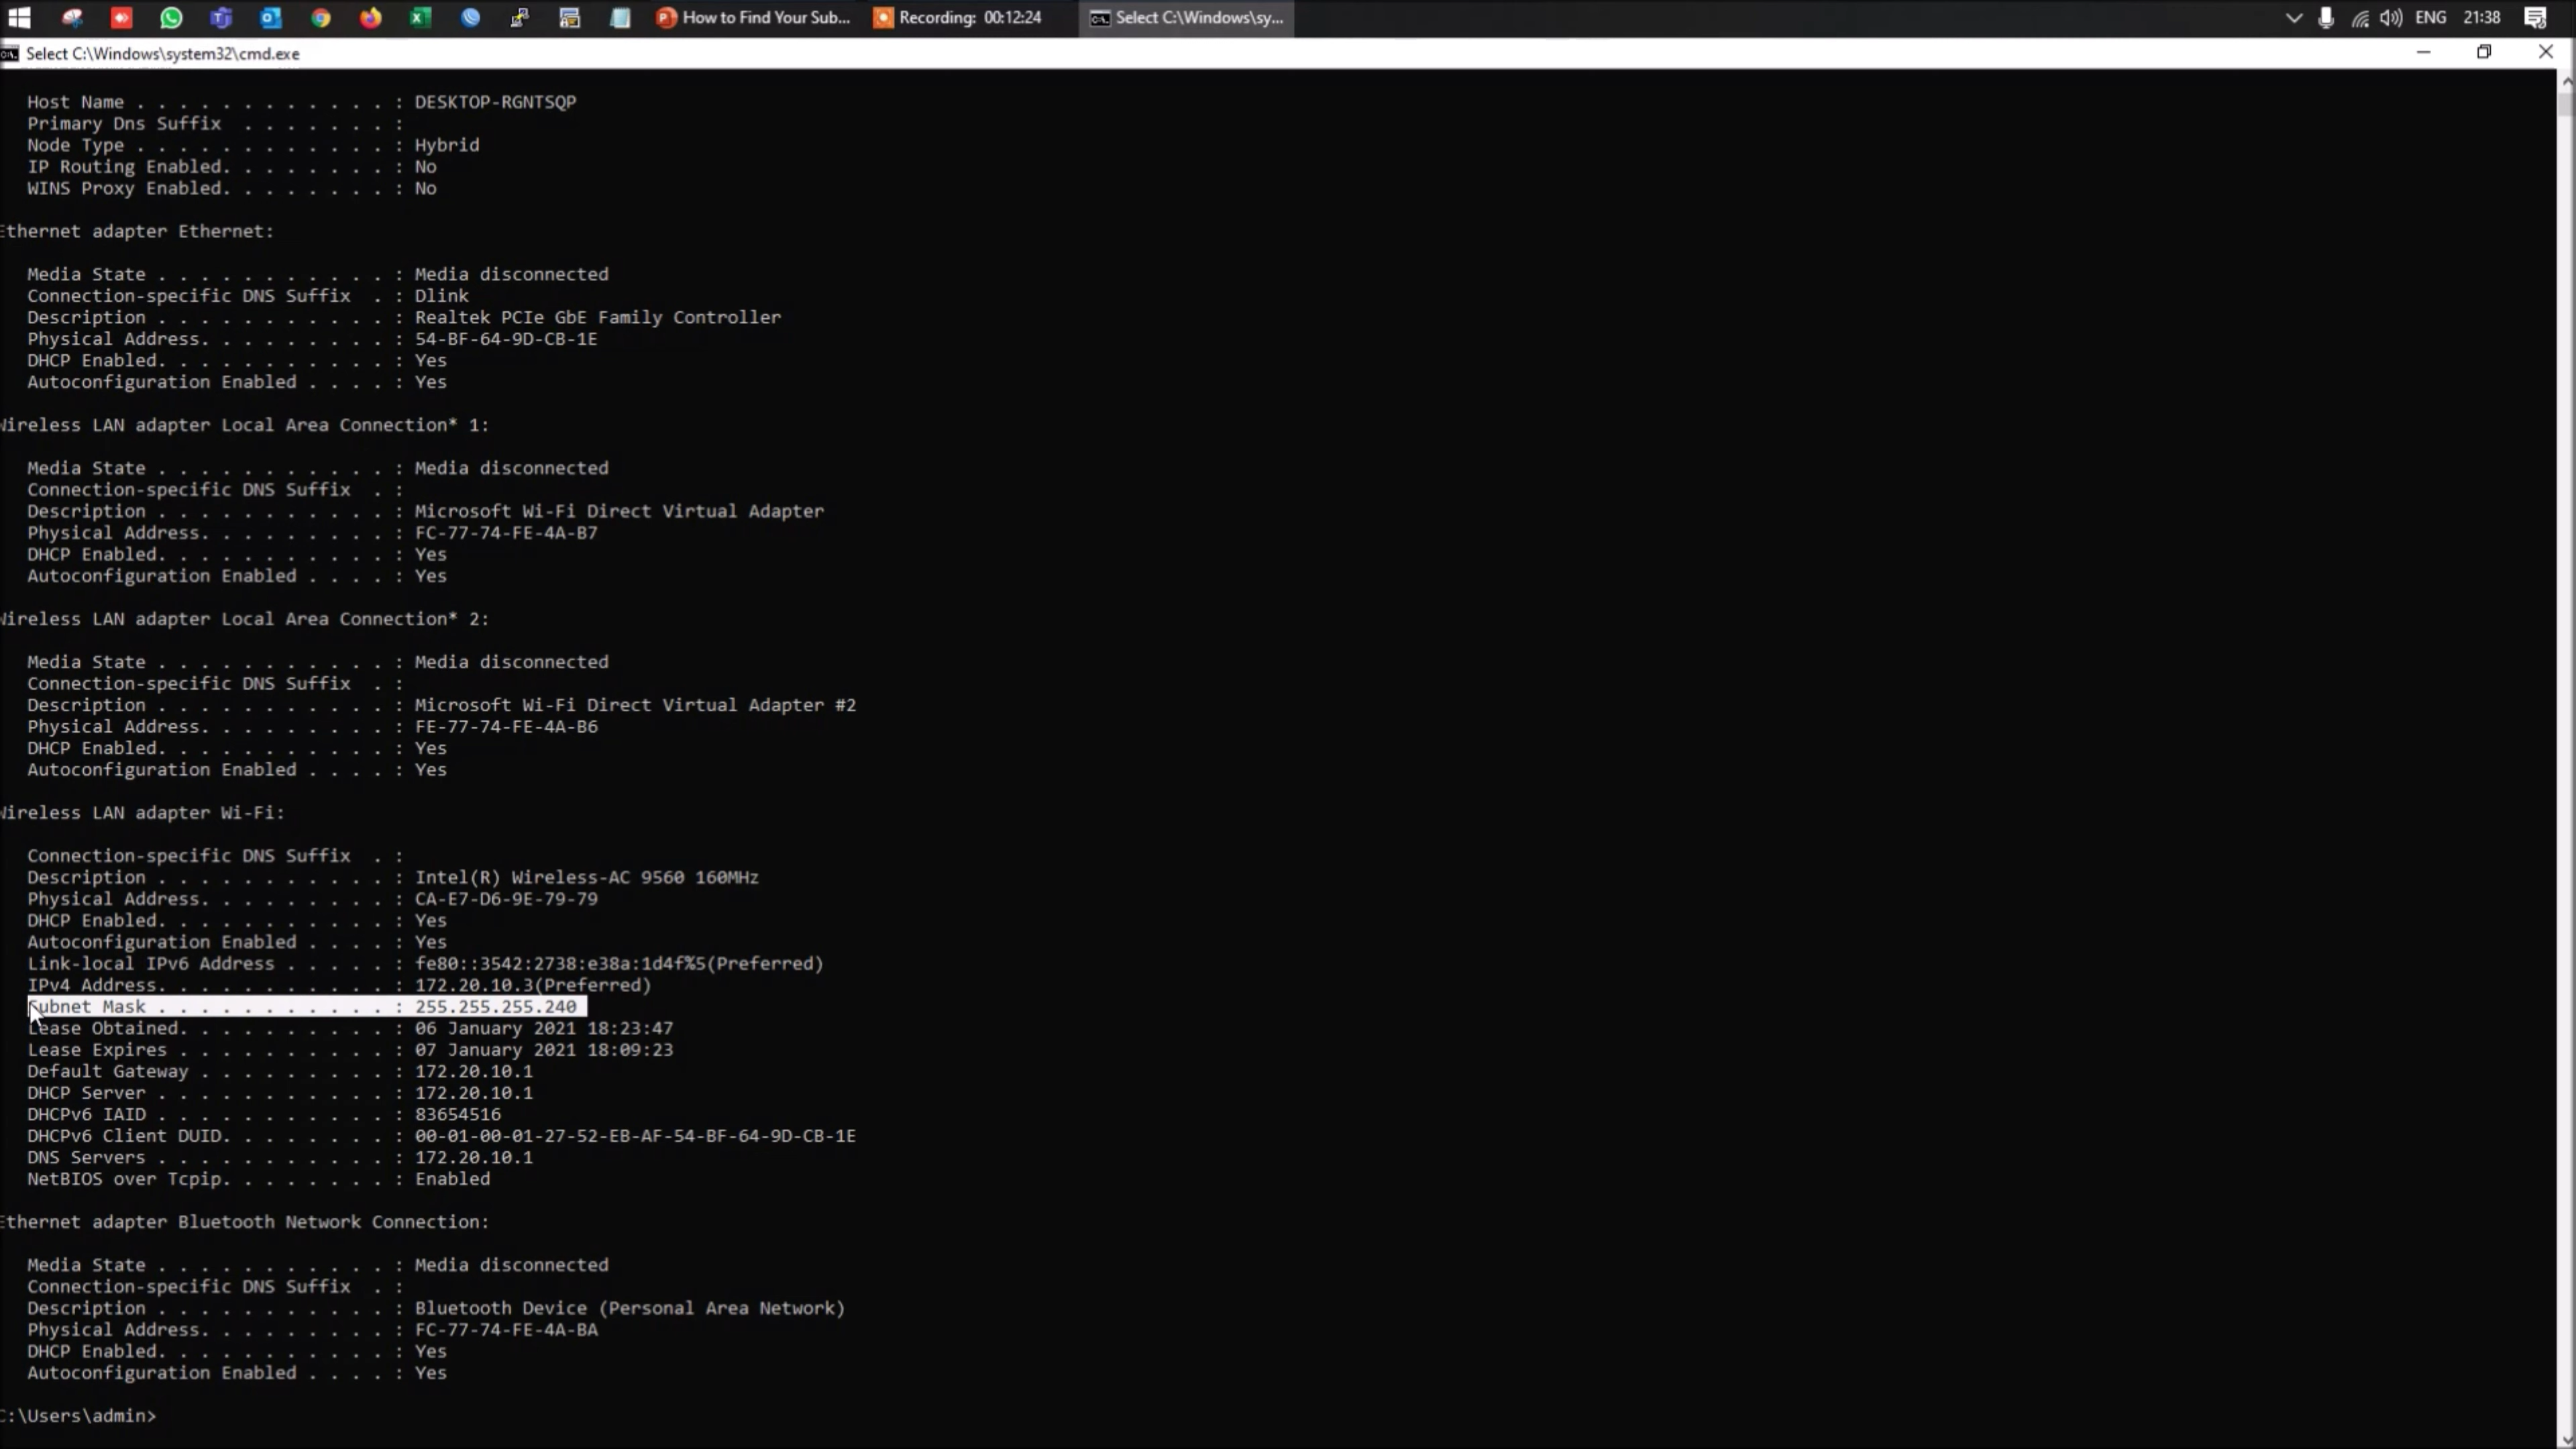 How to Find Your Sub...
Recording: 00:12:24
Select C:\Windows\sy...
ENG
21:38
Select C:\Windows\system32\cmd.exe
Host Name . . . . . . . . . . . . : DESKTOP-RGNTSQP
Primary Dns Suffix . . . . . . . :
Node Type . . . . . . . . . . . . : Hybrid
IP Routing Enabled. . . . . . . . : No
WINS Proxy Enabled. . . . . . . . : No
Ethernet adapter Ethernet:
Media State . . . . . . . . . . . : Media disconnected
Connection-specific DNS Suffix . : Dlink
Description . . . . . . . . . . . : Realtek PCIe GbE Family Controller
Physical Address. . . . . . . . . : 54-BF-64-9D-CB-1E
DHCP Enabled. . . . . . . . . . . : Yes
Autoconfiguration Enabled . . . . : Yes
Wireless LAN adapter Local Area Connection* 1:
Media State . . . . . . . . . . . : Media disconnected
Connection-specific DNS Suffix . :
Description . . . . . . . . . . . : Microsoft Wi-Fi Direct Virtual Adapter
Physical Address. . . . . . . . . : FC-77-74-FE-4A-B7
DHCP Enabled. . . . . . . . . . . : Yes
Autoconfiguration Enabled . . . . : Yes
Wireless LAN adapter Local Area Connection* 2:
Media State . . . . . . . . . . . : Media disconnected
Connection-specific DNS Suffix . :
Description . . . . . . . . . . . : Microsoft Wi-Fi Direct Virtual Adapter #2
Physical Address. . . . . . . . . : FE-77-74-FE-4A-B6
DHCP Enabled. . . . . . . . . . . : Yes
Autoconfiguration Enabled . . . . : Yes
Wireless LAN adapter Wi-Fi:
Connection-specific DNS Suffix . :
Description . . . . . . . . . . . : Intel(R) Wireless-AC 9560 160MHz
Physical Address. . . . . . . . . : CA-E7-D6-9E-79-79
DHCP Enabled. . . . . . . . . . . : Yes
Autoconfiguration Enabled . . . . : Yes
Link-local IPv6 Address . . . . . : fe80::3542:2738:e38a:1d4f%5(Preferred)
IPv4 Address. . . . . . . . . . . : 172.20.10.3(Preferred)
Subnet Mask . . . . . . . . . . . : 255.255.255.240
Lease Obtained. . . . . . . . . . : 06 January 2021 18:23:47
Lease Expires . . . . . . . . . . : 07 January 2021 18:09:23
Default Gateway . . . . . . . . . : 172.20.10.1
DHCP Server . . . . . . . . . . . : 172.20.10.1
DHCPv6 IAID . . . . . . . . . . . : 83654516
DHCPv6 Client DUID. . . . . . . . : 00-01-00-01-27-52-EB-AF-54-BF-64-9D-CB-1E
DNS Servers . . . . . . . . . . . : 172.20.10.1
NetBIOS over Tcpip. . . . . . . . : Enabled
Ethernet adapter Bluetooth Network Connection:
Media State . . . . . . . . . . . : Media disconnected
Connection-specific DNS Suffix . :
Description . . . . . . . . . . . : Bluetooth Device (Personal Area Network)
Physical Address. . . . . . . . . : FC-77-74-FE-4A-BA
DHCP Enabled. . . . . . . . . . . : Yes
Autoconfiguration Enabled . . . . : Yes
C:\Users\admin>